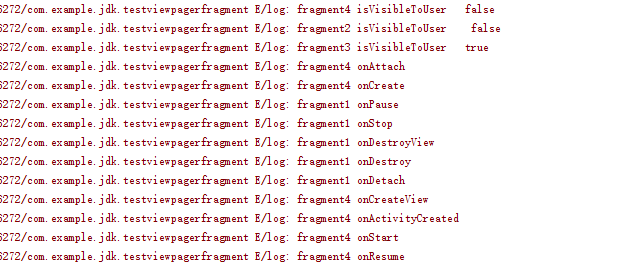 6272/com.example.jdk.testviewpagerfragment E/log: fragment4 isVisibleToUser   false
6272/com.example.jdk.testviewpagerfragment E/log: fragment2 isVisibleToUser    false
6272/com.example.jdk.testviewpagerfragment E/log: fragment3 isVisibleToUser   true
6272/com.example.jdk.testviewpagerfragment E/log: fragment4 onAttach
6272/com.example.jdk.testviewpagerfragment E/log: fragment4 onCreate
6272/com.example.jdk.testviewpagerfragment E/log: fragment1 onPause
6272/com.example.jdk.testviewpagerfragment E/log: fragment1 onStop
6272/com.example.jdk.testviewpagerfragment E/log: fragment1 onDestroyView
6272/com.example.jdk.testviewpagerfragment E/log: fragment1 onDestroy
6272/com.example.jdk.testviewpagerfragment E/log: fragment1 onDetach
6272/com.example.jdk.testviewpagerfragment E/log: fragment4 onCreateView
6272/com.example.jdk.testviewpagerfragment E/log: fragment4 onActivityCreated
6272/com.example.jdk.testviewpagerfragment E/log: fragment4 onStart
6272/com.example.jdk.testviewpagerfragment E/log: fragment4 onResume